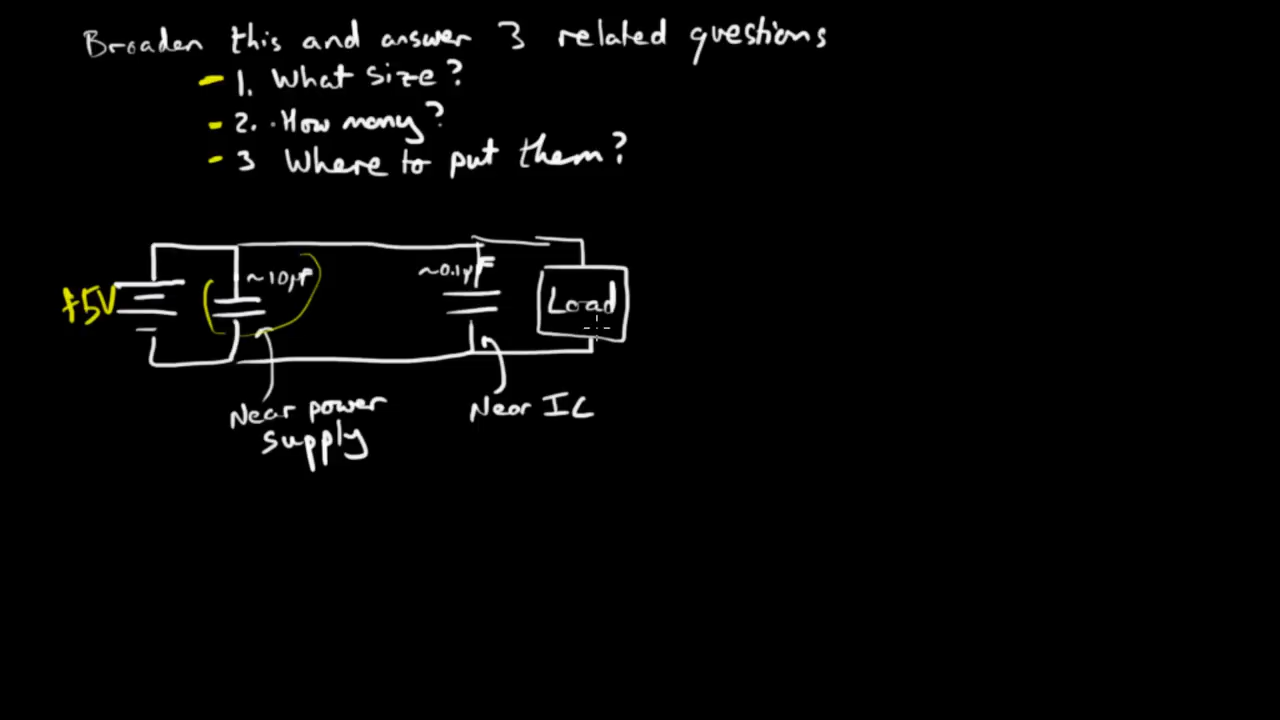 Broaden this and answer 3 related questions
- 1. What size?
- 2. How many?
- 3 Where to put them?
+5V
~10µF
~0.1µF
Load
Near power
supply
Near IC